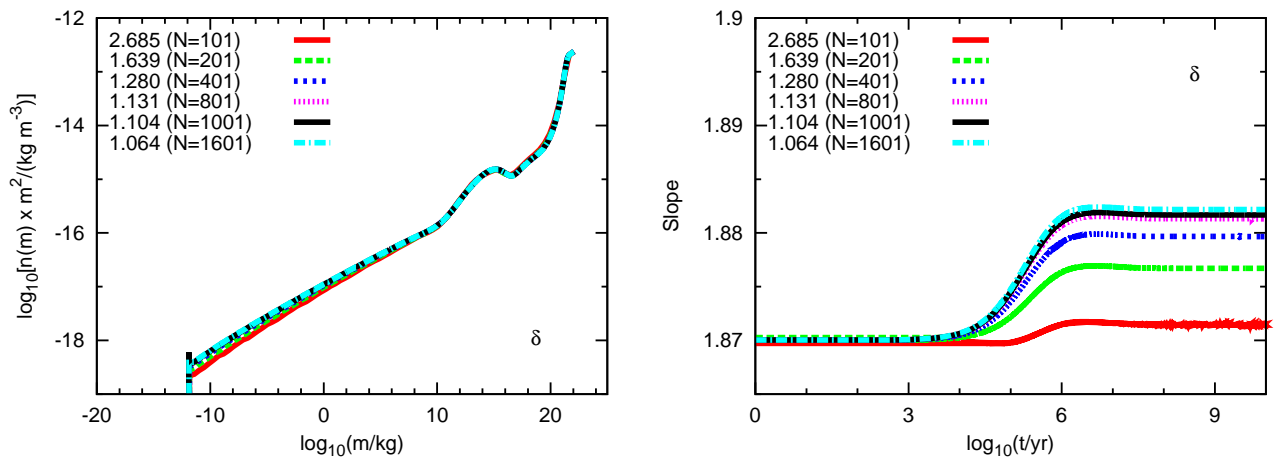 -12
-14
-16
-18
-20
-10
0
10
20
log10[n(m) x m2/(kg m-3)]
log10(m/kg)
2.685 (N=101)
1.639 (N=201)
1.280 (N=401)
1.131 (N=801)
1.104 (N=1001)
1.064 (N=1601)
δ
1.9
1.89
1.88
1.87
0
3
6
9
Slope
log10(t/yr)
2.685 (N=101)
1.639 (N=201)
1.280 (N=401)
1.131 (N=801)
1.104 (N=1001)
1.064 (N=1601)
δ